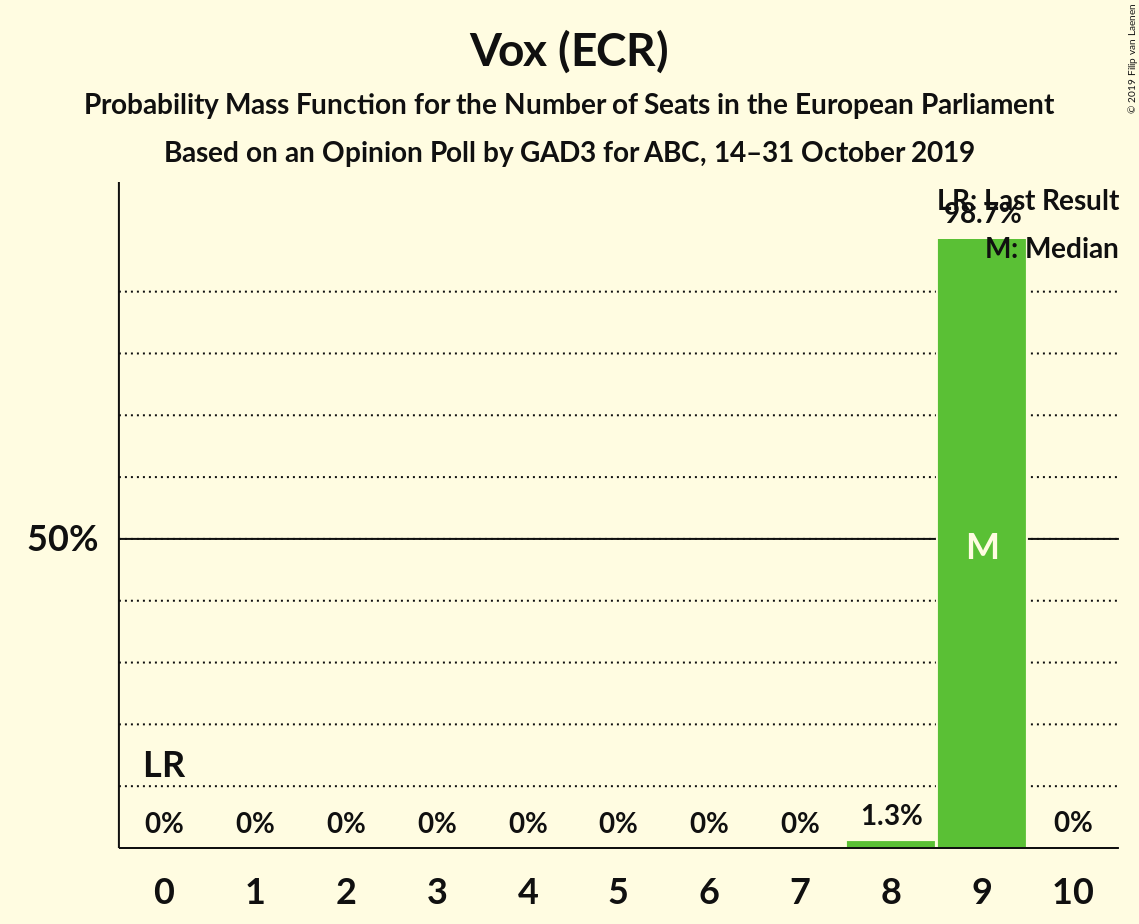 Vox (ECR)
Probability Mass Function for the Number of Seats in the European Parliament
Based on an Opinion Poll by GAD3 for ABC, 14–31 October 2019
© 2019 Filip van Laenen
LR: Last Result
98.7%
M: Median
50%
M
LR
0% 0% 0% 0% 0% 0% 0% 0% 1.3% 0%
0 1 2 3 4 5 6 7 8 9 10